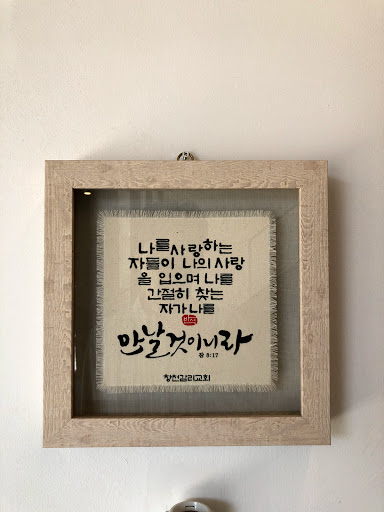 나를사랑하는
자들이 나의사랑
을 입으며 나를
간절히 찾는
자가나를
만날것이니라
잠 8:17
창천감리교회